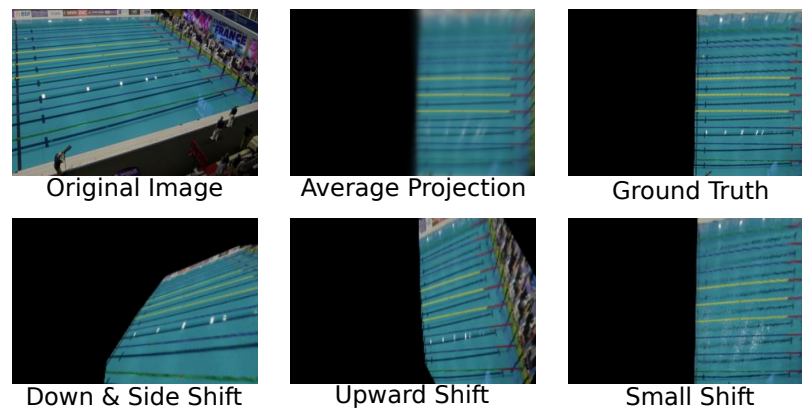 FRANCE
Original Image
Average Projection
Ground Truth
Down & Side Shift
Upward Shift
Small Shift